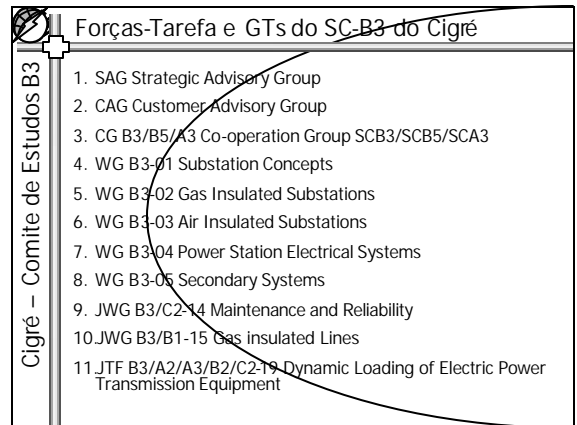 Forças-Tarefa e GTs do SC-B3 do Cigré
Cigré – Comite de Estudos B3
1. SAG Strategic Advisory Group
2. CAG Customer Advisory Group
3. CG B3/B5/A3 Co-operation Group SCB3/SCB5/SCA3
4. WG B3-01 Substation Concepts
5. WG B3-02 Gas Insulated Substations
6. WG B3-03 Air Insulated Substations
7. WG B3-04 Power Station Electrical Systems
8. WG B3-05 Secondary Systems
9. JWG B3/C2-14 Maintenance and Reliability
10.JWG B3/B1-15 Gas insulated Lines
11.JTF B3/A2/A3/B2/C2-19 Dynamic Loading of Electric Power
Transmission Equipment